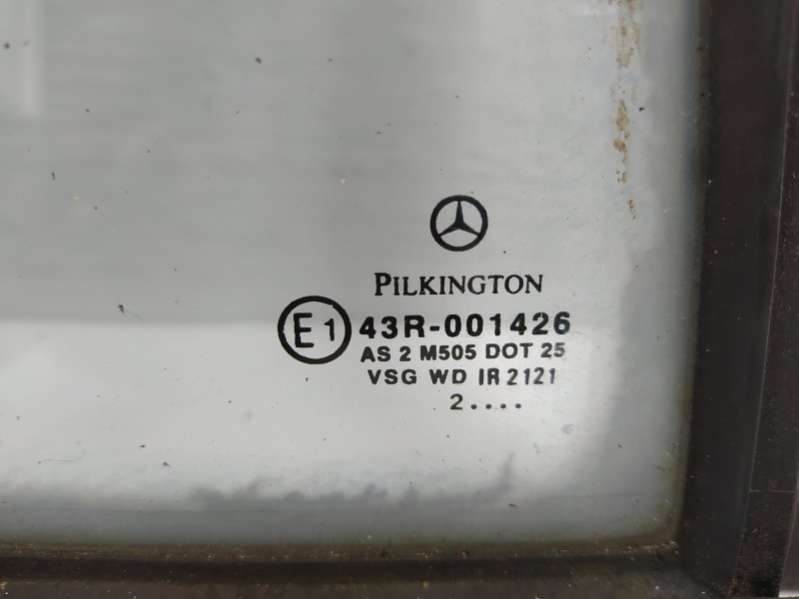 PILKINGTON
E1 43R-001426
AS 2 M505 DOT 25
VSG WD IR 2121
2....